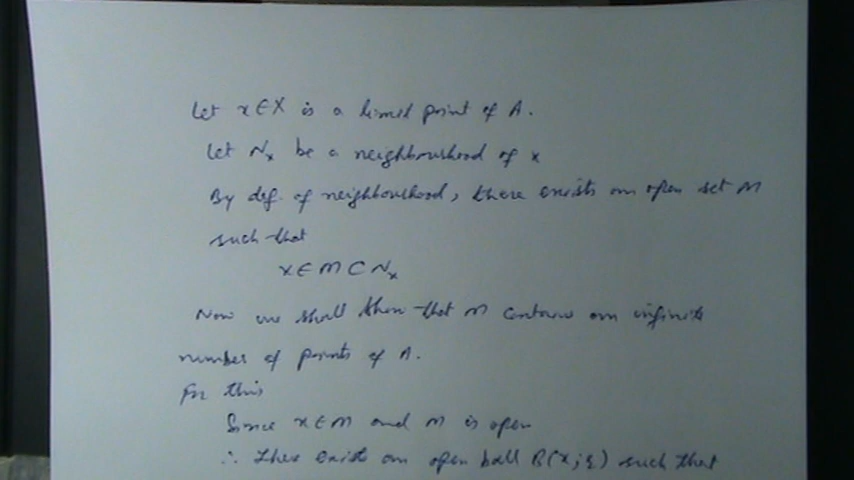 Let x∈X is a limit point of A.
Let Nx be a neighbourhood of x
By def. of neighbourhood, there exists an open set M
such that
x∈M⊂Nx
Now we shall show that M contains an infinite
number of points of A.
For this
Since x∈M and M is open
∴ there exist an open ball B(x; r) such that